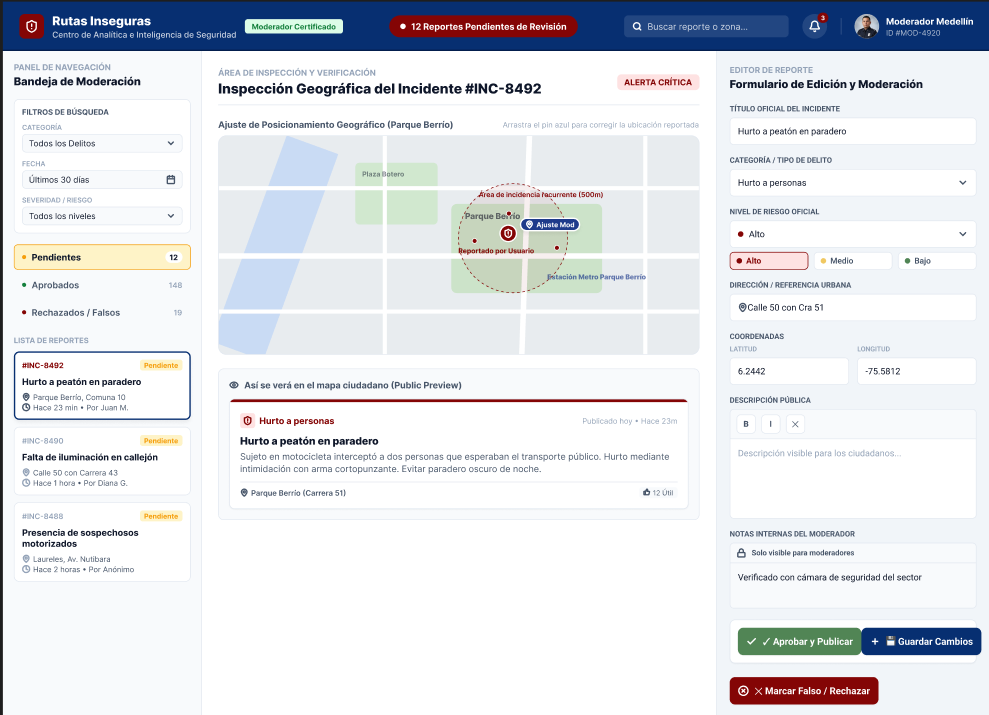 Rutas Inseguras
Centro de Analítica e Inteligencia de Seguridad
Moderador Certificado
12 Reportes Pendientes de Revisión
Buscar reporte o zona...
3
Moderador Medellín
ID #MOD-4920
PANEL DE NAVEGACIÓN
Bandeja de Moderación
FILTROS DE BÚSQUEDA
CATEGORÍA
Todos los Delitos
FECHA
Últimos 30 días
SEVERIDAD / RIESGO
Todos los niveles
Pendientes
12
Aprobados
148
Rechazados / Falsos
19
LISTA DE REPORTES
#INC-8492
Pendiente
Hurto a peatón en paradero
Parque Berrío, Comuna 10
Hace 23 min • Por Juan M.
#INC-8490
Pendiente
Falta de iluminación en callejón
Calle 50 con Carrera 43
Hace 1 hora • Por Diana G.
#INC-8488
Pendiente
Presencia de sospechosos
motorizados
Laureles, Av. Nutibara
Hace 2 horas • Por Anónimo
ÁREA DE INSPECCIÓN Y VERIFICACIÓN
Inspección Geográfica del Incidente #INC-8492
ALERTA CRÍTICA
Ajuste de Posicionamiento Geográfico (Parque Berrío)
Arrastra el pin azul para corregir la ubicación reportada
Plaza Botero
Área de incidencia recurrente (500m)
Parque Berrío
Ajuste Mod
Reportado por Usuario
Estación Metro Parque Berrío
Así se verá en el mapa ciudadano (Public Preview)
Hurto a personas
Publicado hoy • Hace 23m
Hurto a peatón en paradero
Sujeto en motocicleta interceptó a dos personas que esperaban el transporte público. Hurto mediante
intimidación con arma cortopunzante. Evitar paradero oscuro de noche.
Parque Berrío (Carrera 51)
12 Útil
EDITOR DE REPORTE
Formulario de Edición y Moderación
TÍTULO OFICIAL DEL INCIDENTE
Hurto a peatón en paradero
CATEGORÍA / TIPO DE DELITO
Hurto a personas
NIVEL DE RIESGO OFICIAL
Alto
Alto
Medio
Bajo
DIRECCIÓN / REFERENCIA URBANA
Calle 50 con Cra 51
COORDENADAS
LATITUD
LONGITUD
6.2442
-75.5812
DESCRIPCIÓN PÚBLICA
B
I
Descripción visible para los ciudadanos...
NOTAS INTERNAS DEL MODERADOR
Solo visible para moderadores
Verificado con cámara de seguridad del sector
✓ Aprobar y Publicar
+ 💾 Guardar Cambios
Marcar Falso / Rechazar